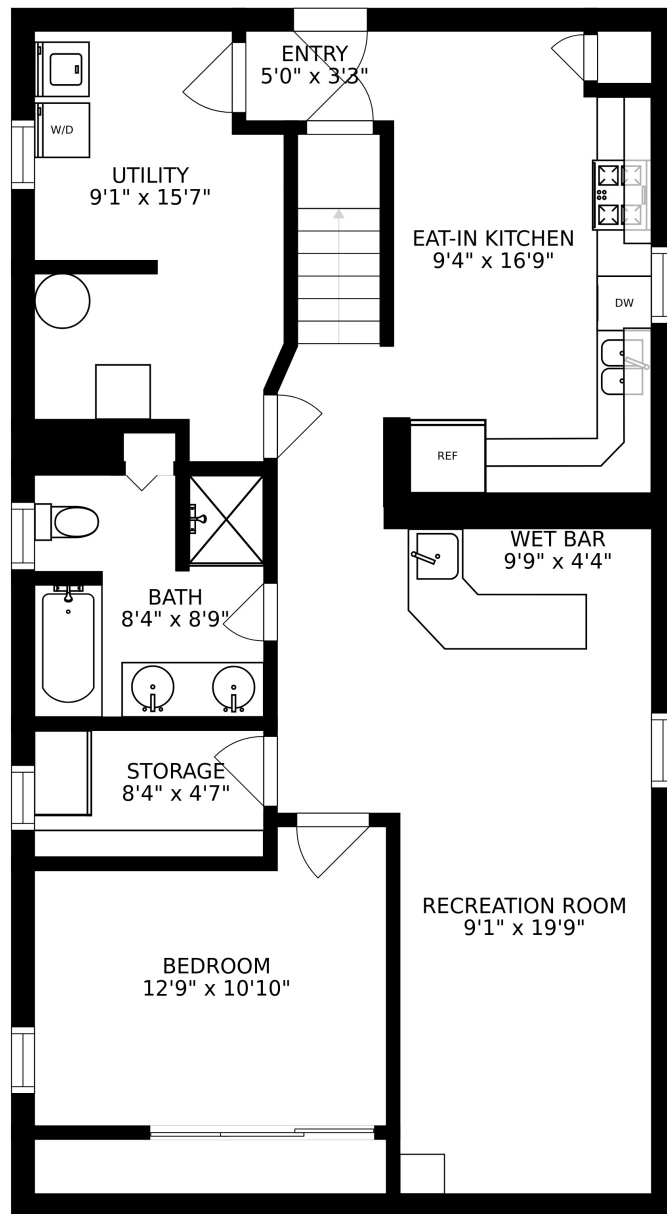 ENTRY
5'0" x 3'3"
W/D
UTILITY
9'1" x 15'7"
EAT-IN KITCHEN
9'4" x 16'9"
DW
REF
WET BAR
9'9" x 4'4"
BATH
8'4" x 8'9"
STORAGE
8'4" x 4'7"
RECREATION ROOM
9'1" x 19'9"
BEDROOM
12'9" x 10'10"